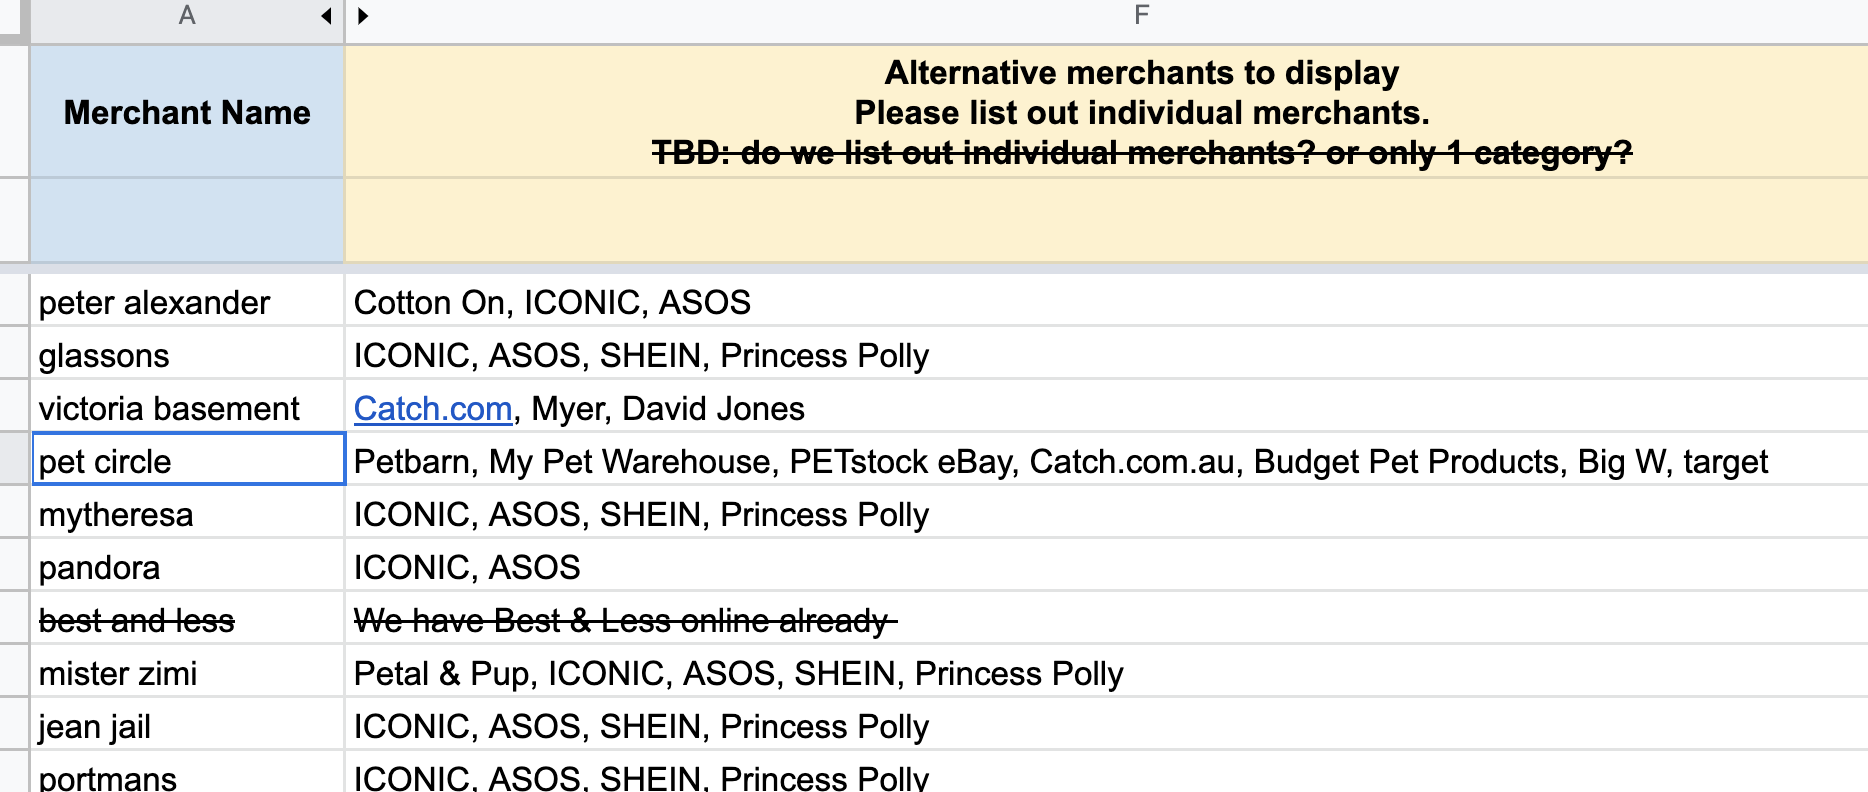 A F
Alternative merchants to display
Merchant Name Please list out individual merchants.
TBD: do we list out individual merchants? or only 1 category?
peter alexander Cotton On, ICONIC, ASOS
glassons ICONIC, ASOS, SHEIN, Princess Polly
victoria basement Catch.com, Myer, David Jones
pet circle Petbarn, My Pet Warehouse, PETstock eBay, Catch.com.au, Budget Pet Products, Big W, target
mytheresa ICONIC, ASOS, SHEIN, Princess Polly
pandora ICONIC, ASOS
best and less We have Best & Less online already
mister zimi Petal & Pup, ICONIC, ASOS, SHEIN, Princess Polly
jean jail ICONIC, ASOS, SHEIN, Princess Polly
portmans ICONIC, ASOS, SHEIN, Princess Polly